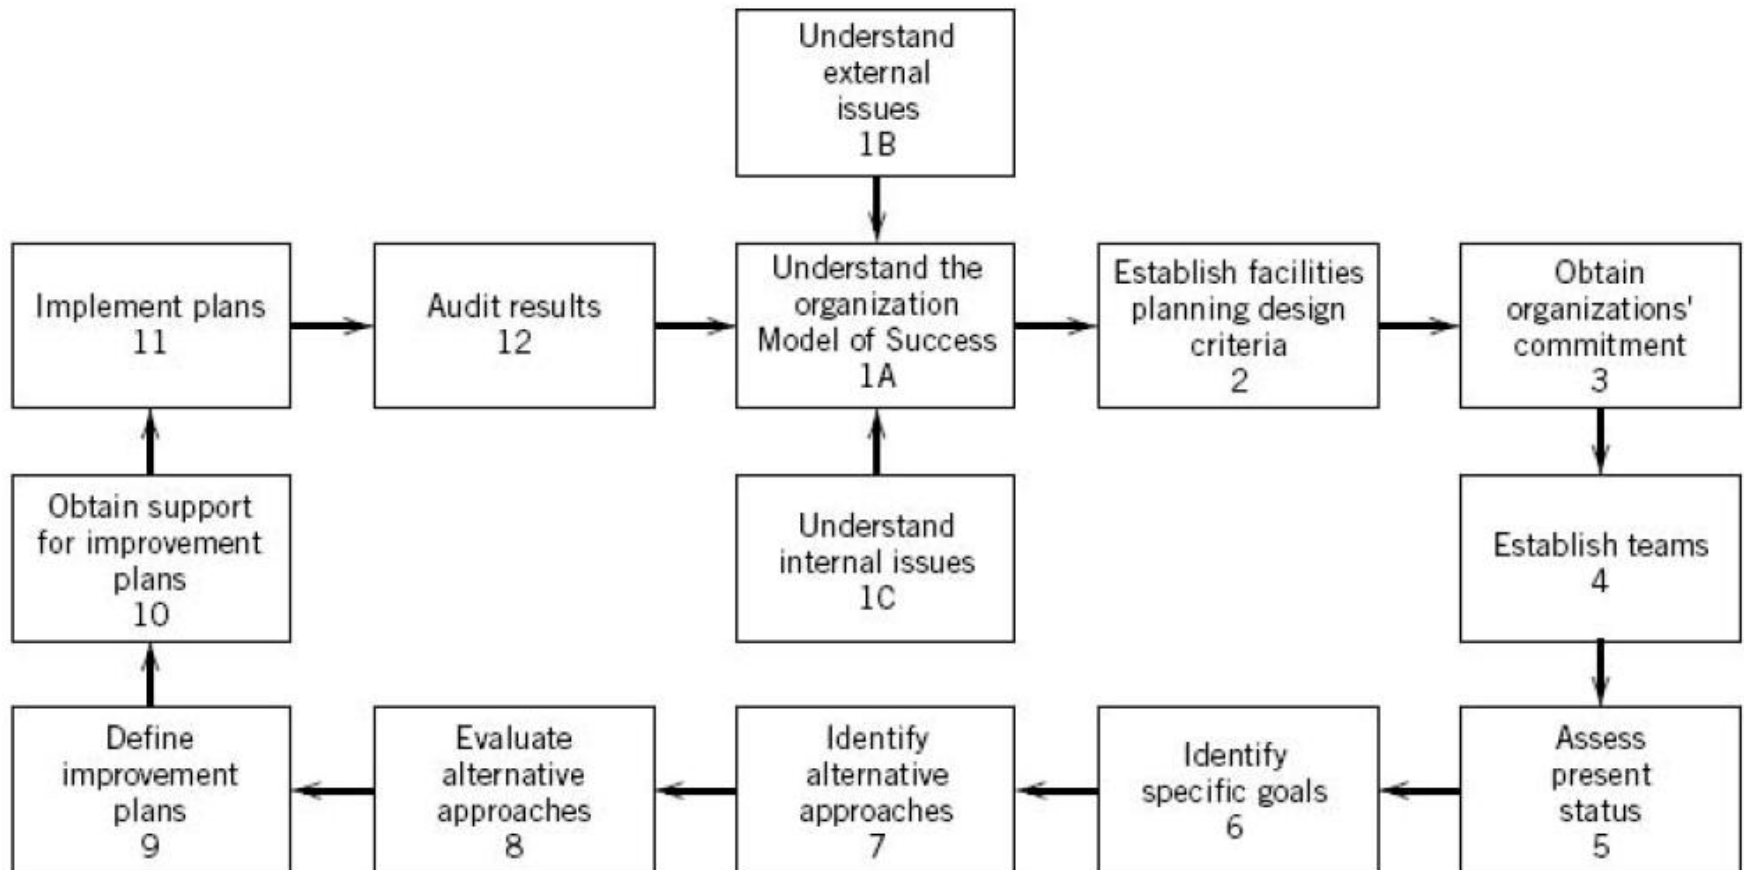 Understand
external
issues
1B
Implement plans
11
Audit results
12
Understand the
organization
Model of Success
1A
Establish facilities
planning design
criteria
2
Obtain
organizations'
commitment
3
Obtain support
for improvement
plans
10
Understand
internal issues
1C
Establish teams
4
Define
improvement
plans
9
Evaluate
alternative
approaches
8
Identify
alternative
approaches
7
Identify
specific goals
6
Assess
present
status
5